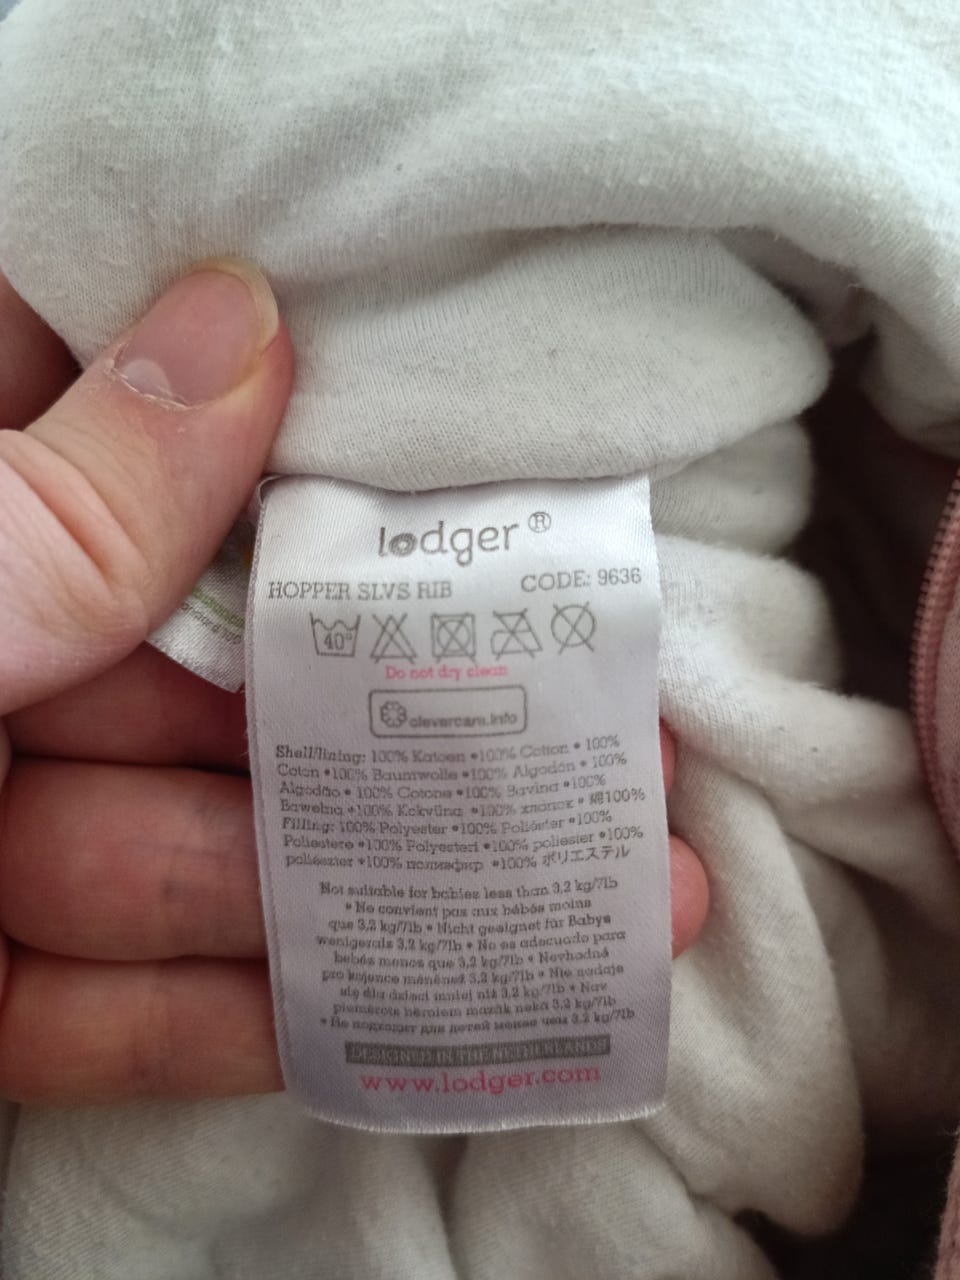 lodger ®
HOPPER SLVS RIB CODE: 9636
40°
Do not dry clean
clevercare.info
Shell/lining: 100% Katoen • 100% Cotton • 100%
Coton • 100% Baumwolle • 100% Algodón • 100%
Algodão • 100% Cotone • 100% Bavlna • 100%
Bawełna • 100% Kokvilna • 100% хлопок • 綿100%
Filling: 100% Polyester • 100% Poliéster • 100%
Poliestere • 100% Polyesteri • 100% poliester • 100%
poliészter • 100% полиэфир • 100% ポリエステル
Not suitable for babies less than 3,2 kg/7lb
• Ne convient pas aux bébés moins
que 3,2 kg/7lb • Nicht geeignet für Babys
wenigerals 3,2 kg/7lb • No es adecuado para
bebés menos que 3,2 kg/7lb • Nevhodné
pro kojence méněnež 3,2 kg/7lb • Nie nadaje
się dla dzieci mniej niż 3,2 kg/7lb • Nav
piemērots bērniem mazāk nekā 3,2 kg/7lb
• Не подходит для детей менее чем 3,2 kg/7lb
DESIGNED IN THE NETHERLANDS
www.lodger.com